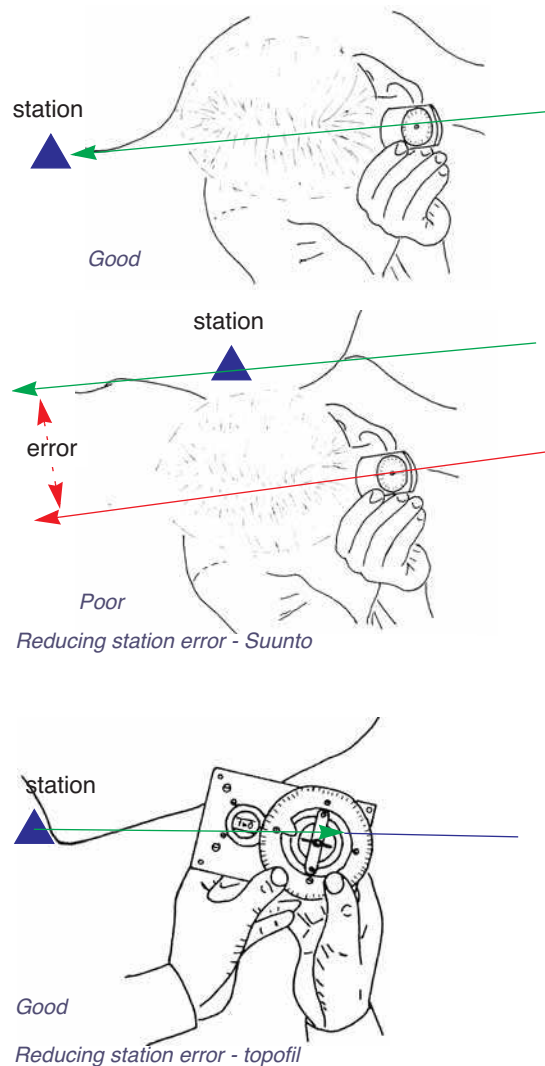 station
Good
station
error
Poor
Reducing station error - Suunto
station
Good
Reducing station error - topofil